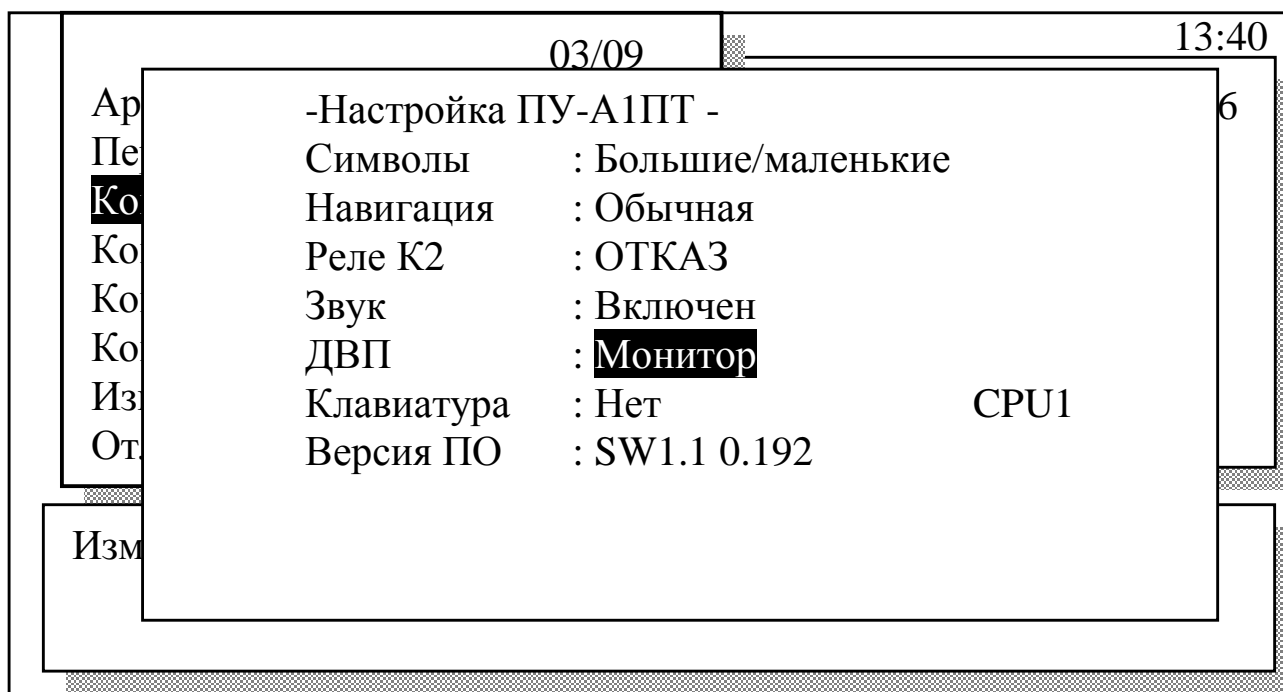 03/09
13:40
-Настройка ПУ-А1ПТ -
6
Символы : Большие/маленькие
Навигация : Обычная
Реле К2 : ОТКАЗ
Звук : Включен
ДВП : Монитор
Клавиатура : Нет CPU1
Версия ПО : SW1.1 0.192